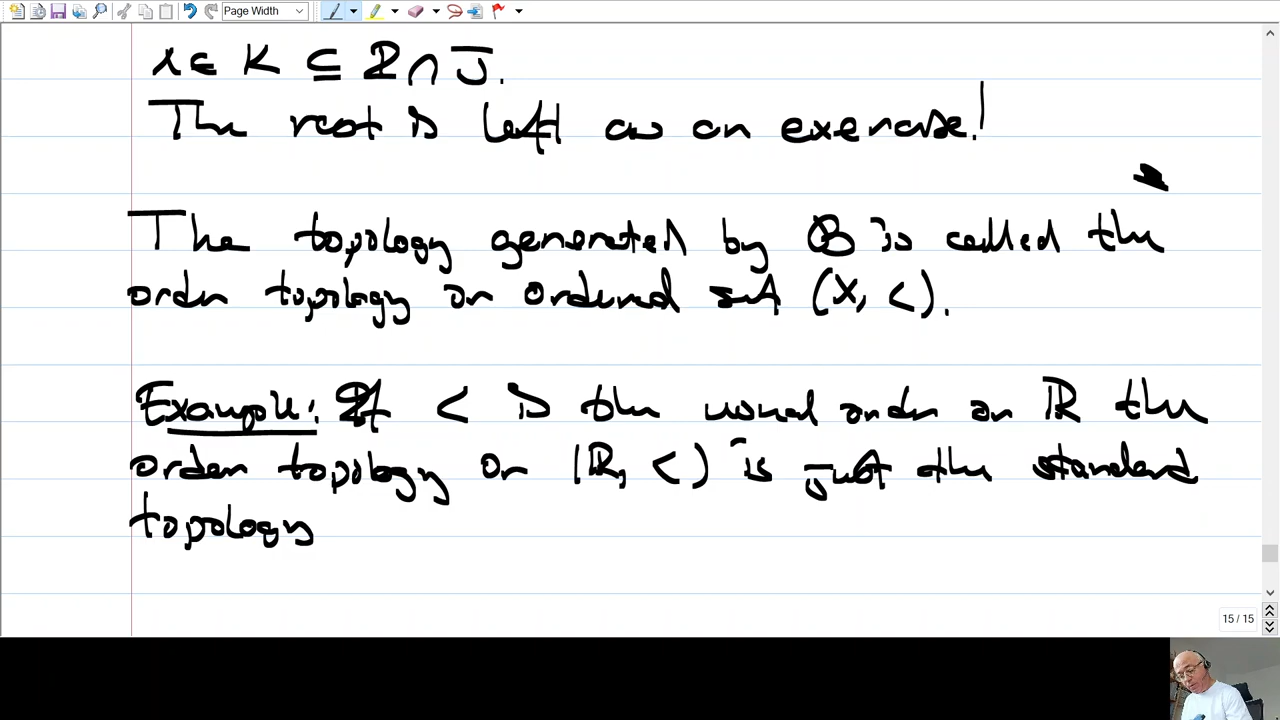 Page Width
x ∈ K ⊆ I ∩ J.
The rest is left as an exercise!
The topology generated by B is called the
order topology on ordered set (X, <).
Example: If < is the usual order on R the
order topology on (R, <) is just the standard
topology
15 / 15